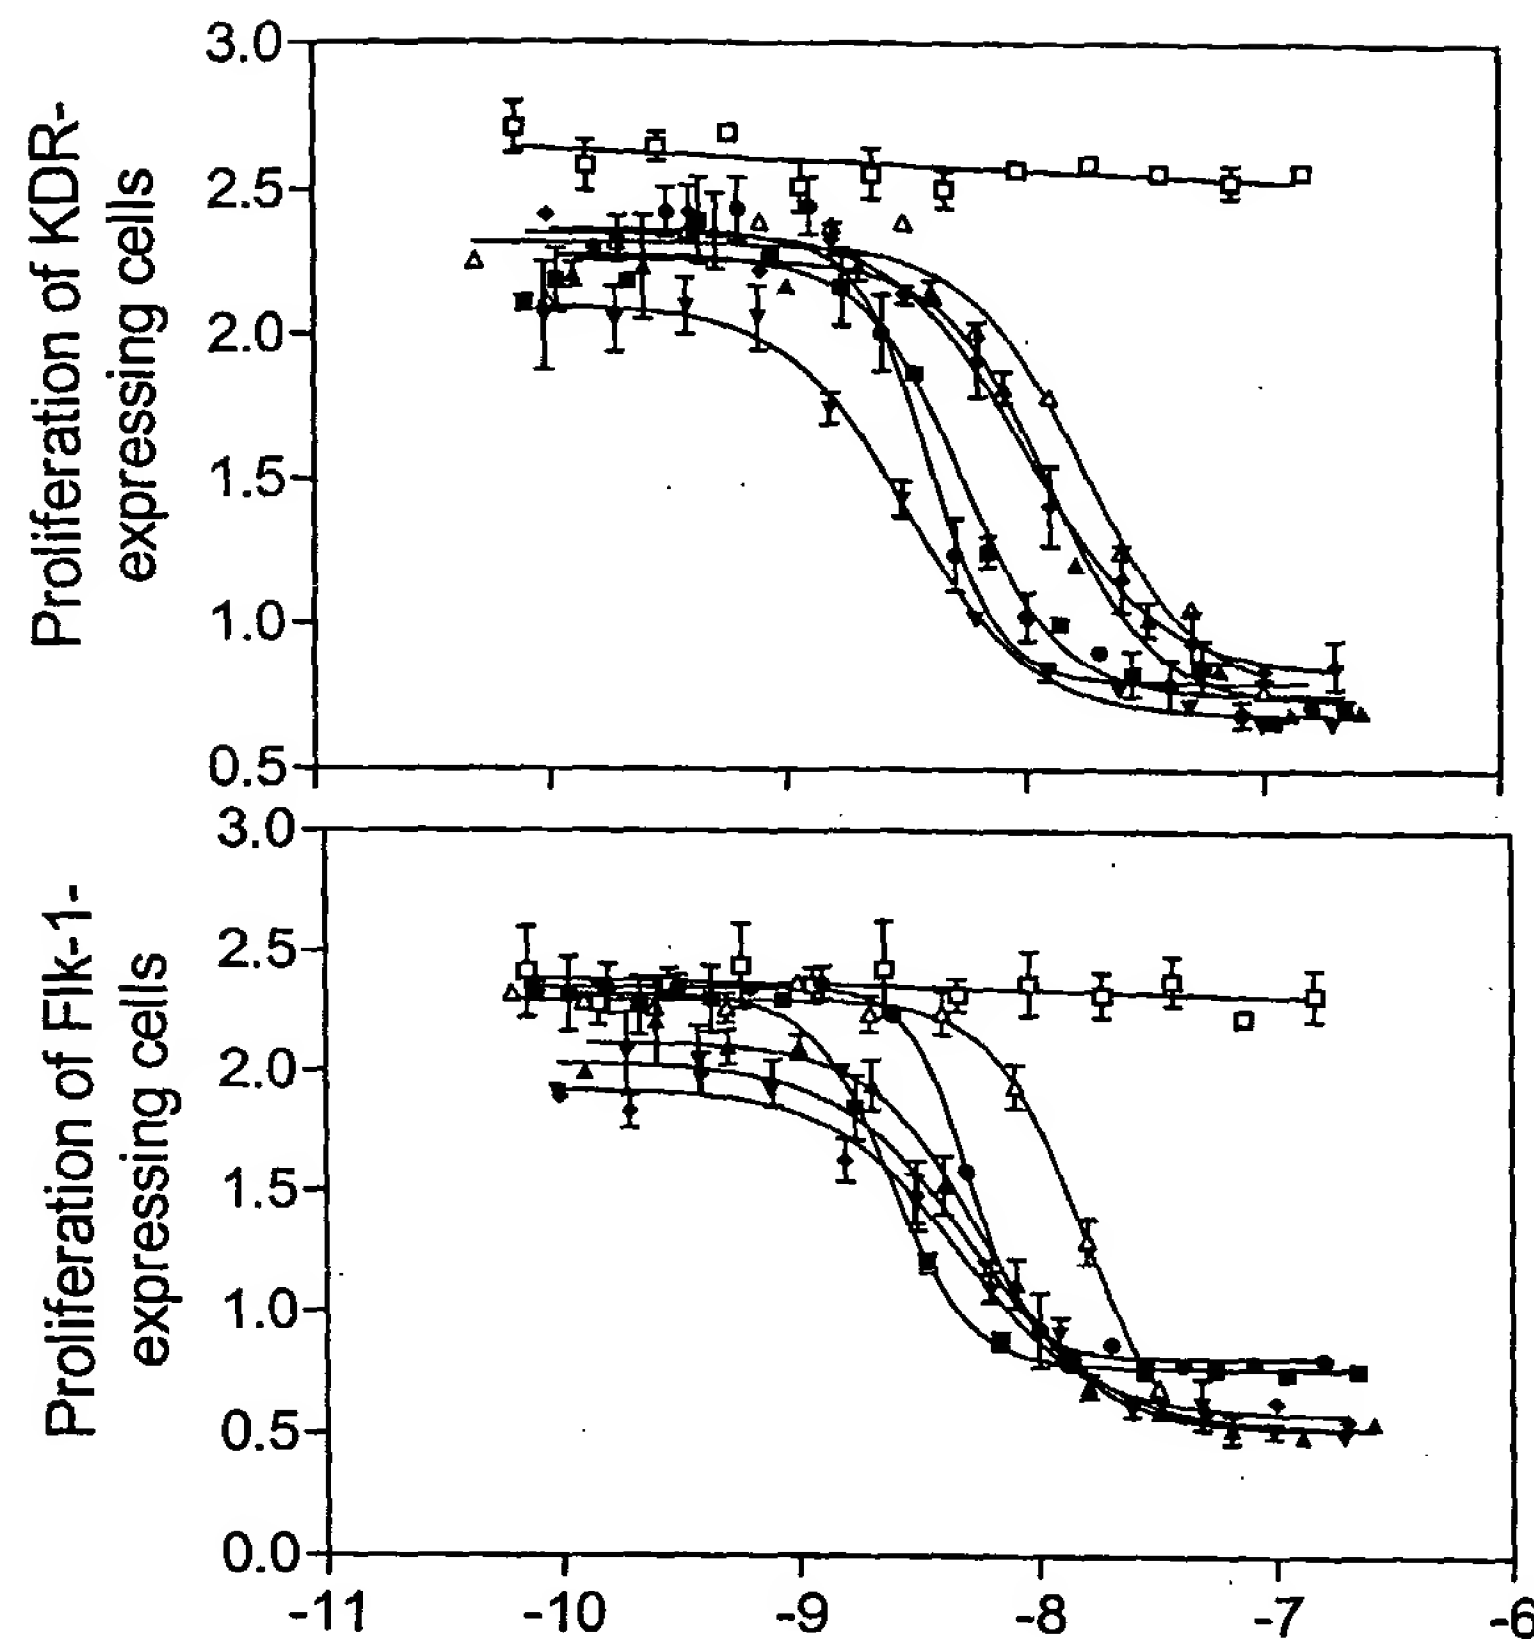 Proliferation of KDR-
expressing cells
3.0
2.5
2.0
1.5
1.0
0.5
Proliferation of Flk-1-
expressing cells
3.0
2.5
2.0
1.5
1.0
0.5
0.0
-11 -10 -9 -8 -7 -6